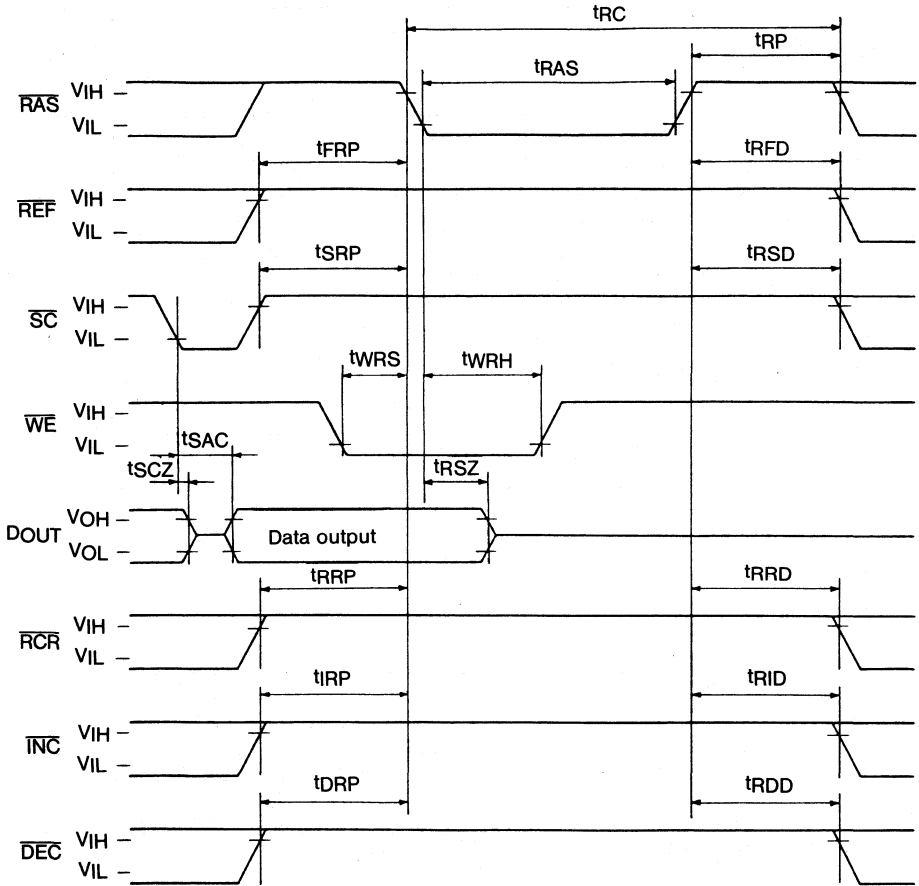 tRC
tRP
tRAS
RAS VIH
VIL
tFRP tRFD
REF VIH
VIL
tSRP tRSD
SC VIH
VIL
tWRS tWRH
WE VIH
VIL
tSAC
tSCZ tRSZ
DOUT VOH
VOL
Data output
tRRP tRRD
RCR VIH
VIL
tIRP tRID
INC VIH
VIL
tDRP tRDD
DEC VIH
VIL